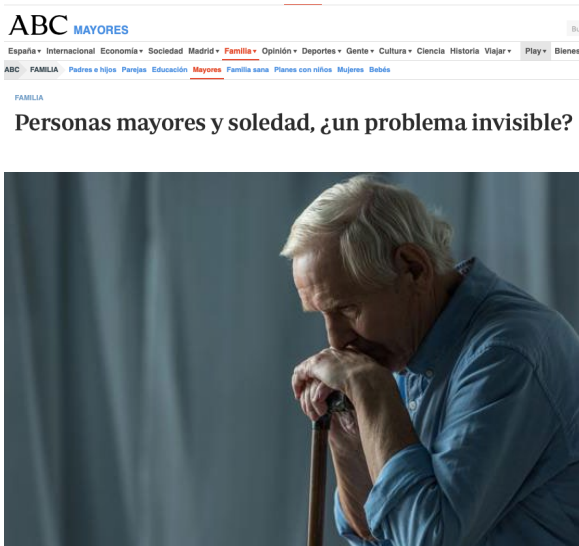 ABC MAYORES
España Internacional Economía Sociedad Madrid Familia Opinión Deportes Gente Cultura Ciencia Historia Viajar Play Bienes
ABC FAMILIA Padres e hijos Parejas Educación Mayores Familia sana Planes con niños Mujeres Bebés
FAMILIA
Personas mayores y soledad, ¿un problema invisible?